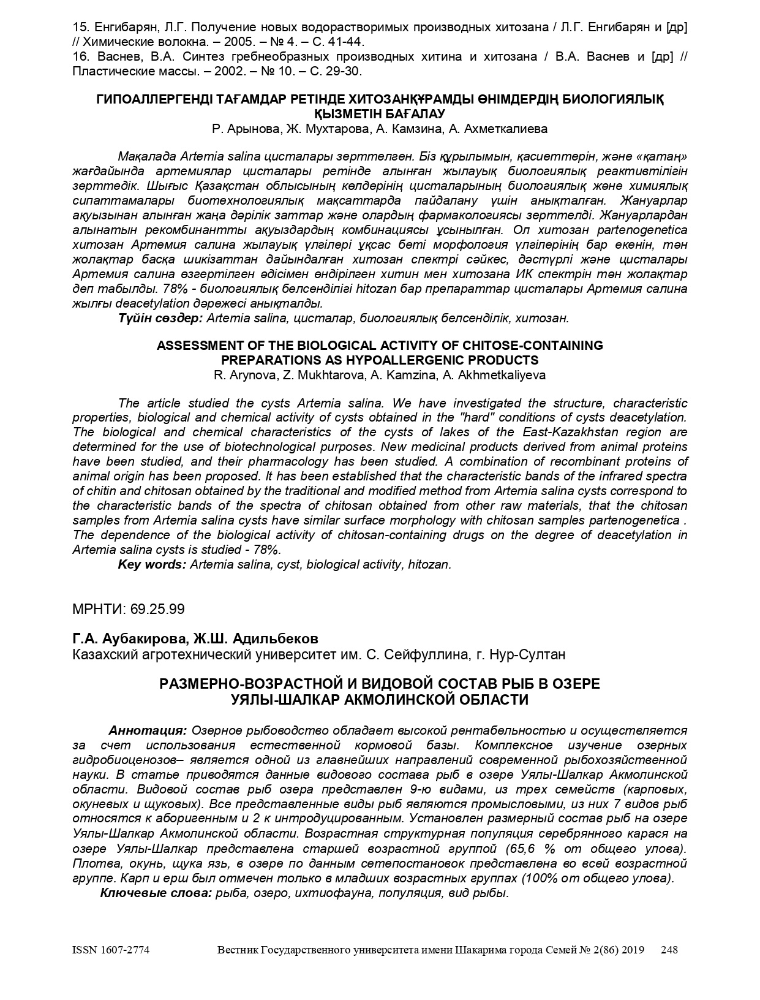 15. Енгибарян, Л.Г. Получение новых водорастворимых производных хитозана / Л.Г. Енгибарян и [др]
// Химические волокна. – 2005. – № 4. – С. 41-44.
16. Васнев, В.А. Синтез гребнеобразных производных хитина и хитозана / В.А. Васнев и [др] //
Пластические массы. – 2002. – № 10. – С. 29-30.
ГИПОАЛЛЕРГЕНДІ ТАҒАМДАР РЕТІНДЕ ХИТОЗАНҚҰРАМДЫ ӨНІМДЕРДІҢ БИОЛОГИЯЛЫҚ
ҚЫЗМЕТІН БАҒАЛАУ
Р. Арынова, Ж. Мухтарова, А. Камзина, А. Ахметкалиева
Мақалада Artemia salina цисталары зерттелген. Біз құрылымын, қасиеттерін, және «қатаң»
жағдайында артемиялар цисталары ретінде алынған жылауық биологиялық реактивтілігін
зерттедік. Шығыс Қазақстан облысының көлдерінің цисталарының биологиялық және химиялық
сипаттамалары биотехнологиялық мақсаттарда пайдалану үшін анықталған. Жануарлар
ақуызынан алынған жаңа дәрілік заттар және олардың фармакологиясы зерттелді. Жануарлардан
алынатын рекомбинантты ақуыздардың комбинациясы ұсынылған. Ол хитозан partenogenetica
хитозан Артемия салина жылауық үлгілері ұқсас беті морфология үлгілерінің бар екенін, тән
жолақтар басқа шикізаттан дайындалған хитозан спектрі сәйкес, дәстүрлі және цисталары
Артемия салина өзгертілген әдісімен өндірілген хитин мен хитозана ИК спектрін тән жолақтар
деп табылды. 78% - биологиялық белсенділігі hitozan бар препараттар цисталары Артемия салина
жылғы deacetylation дәрежесі анықталды.
Түйін сөздер: Artemia salina, цисталар, биологиялық белсенділік, хитозан.
ASSESSMENT OF THE BIOLOGICAL ACTIVITY OF CHITOSE-CONTAINING
PREPARATIONS AS HYPOALLERGENIC PRODUCTS
R. Arynova, Z. Mukhtarova, A. Kamzina, A. Akhmetkaliyeva
The article studied the cysts Artemia salina. We have investigated the structure, characteristic
properties, biological and chemical activity of cysts obtained in the "hard" conditions of cysts deacetylation.
The biological and chemical characteristics of the cysts of lakes of the East-Kazakhstan region are
determined for the use of biotechnological purposes. New medicinal products derived from animal proteins
have been studied, and their pharmacology has been studied. A combination of recombinant proteins of
animal origin has been proposed. It has been established that the characteristic bands of the infrared spectra
of chitin and chitosan obtained by the traditional and modified method from Artemia salina cysts correspond to
the characteristic bands of the spectra of chitosan obtained from other raw materials, that the chitosan
samples from Artemia salina cysts have similar surface morphology with chitosan samples partenogenetica .
The dependence of the biological activity of chitosan-containing drugs on the degree of deacetylation in
Artemia salina cysts is studied - 78%.
Key words: Artemia salina, cyst, biological activity, hitozan.
МРНТИ: 69.25.99
Г.А. Аубакирова, Ж.Ш. Адильбеков
Казахский агротехнический университет им. С. Сейфуллина, г. Нур-Султан
РАЗМЕРНО-ВОЗРАСТНОЙ И ВИДОВОЙ СОСТАВ РЫБ В ОЗЕРЕ
УЯЛЫ-ШАЛКАР АКМОЛИНСКОЙ ОБЛАСТИ
Аннотация: Озерное рыбоводство обладает высокой рентабельностью и осуществляется
за счет использования естественной кормовой базы. Комплексное изучение озерных
гидробиоценозов– является одной из главнейших направлений современной рыбохозяйственной
науки. В статье приводятся данные видового состава рыб в озере Уялы-Шалкар Акмолинской
области. Видовой состав рыб озера представлен 9-ю видами, из трех семейств (карповых,
окуневых и щуковых). Все представленные виды рыб являются промысловыми, из них 7 видов рыб
относятся к аборигенным и 2 к интродуцированным. Установлен размерный состав рыб на озере
Уялы-Шалкар Акмолинской области. Возрастная структурная популяция серебрянного карася на
озере Уялы-Шалкар представлена старшей возрастной группой (65,6 % от общего улова).
Плотва, окунь, щука язь, в озере по данным сетепостановок представлена во всей возрастной
группе. Карп и ерш был отмечен только в младших возрастных группах (100% от общего улова).
Ключевые слова: рыба, озеро, ихтиофауна, популяция, вид рыбы.
ISSN 1607-2774 Вестник Государственного университета имени Шакарима города Семей № 2(86) 2019 248